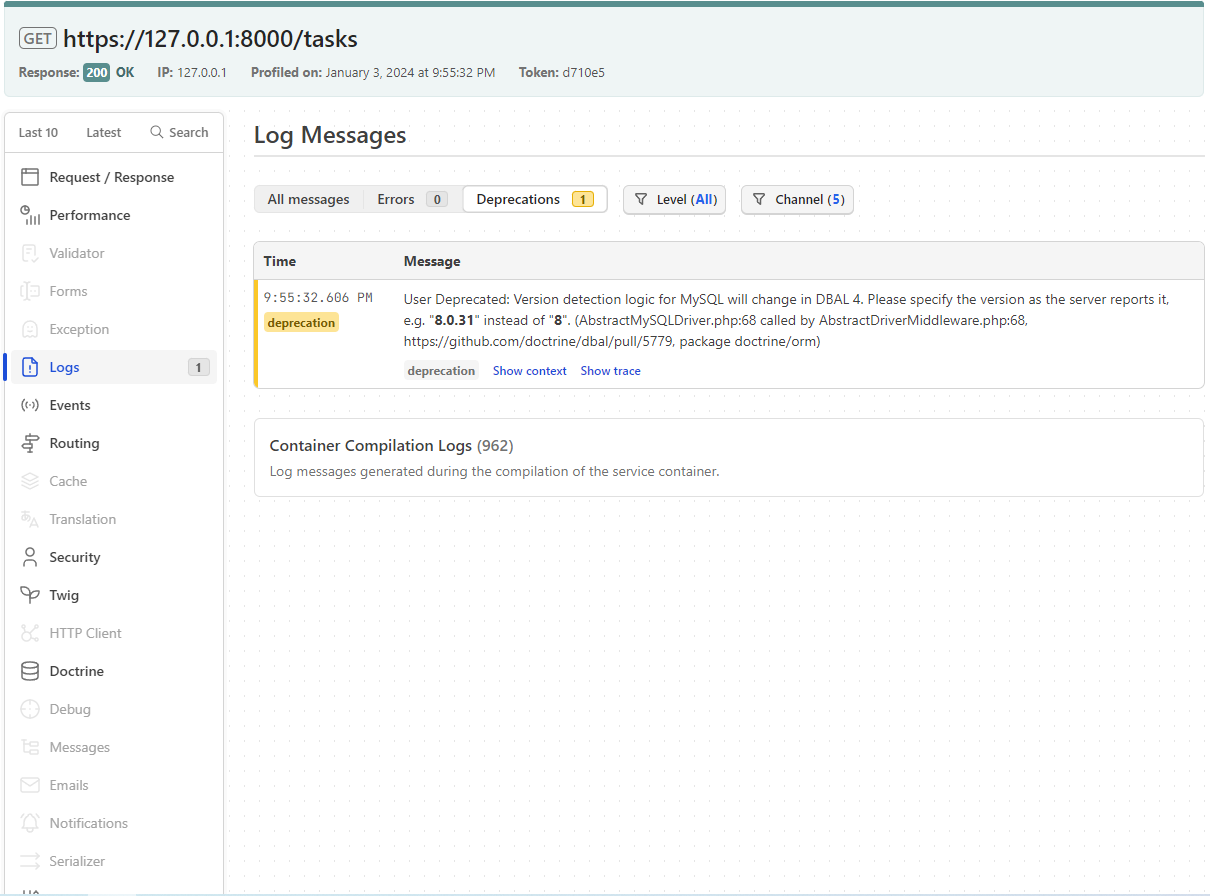 GET https://127.0.0.1:8000/tasks
Response: 200 OK IP: 127.0.0.1 Profiled on: January 3, 2024 at 9:55:32 PM Token: d710e5
Last 10 Latest Search
Request / Response
Performance
Validator
Forms
Exception
Logs 1
Events
Routing
Cache
Translation
Security
Twig
HTTP Client
Doctrine
Debug
Messages
Emails
Notifications
Serializer
Log Messages
All messages Errors 0 Deprecations 1 Level (All) Channel (5)
Time Message
9:55:32.606 PM
deprecation
User Deprecated: Version detection logic for MySQL will change in DBAL 4. Please specify the version as the server reports it,
e.g. "8.0.31" instead of "8". (AbstractMySQLDriver.php:68 called by AbstractDriverMiddleware.php:68,
https://github.com/doctrine/dbal/pull/5779, package doctrine/orm)
deprecation Show context Show trace
Container Compilation Logs (962)
Log messages generated during the compilation of the service container.